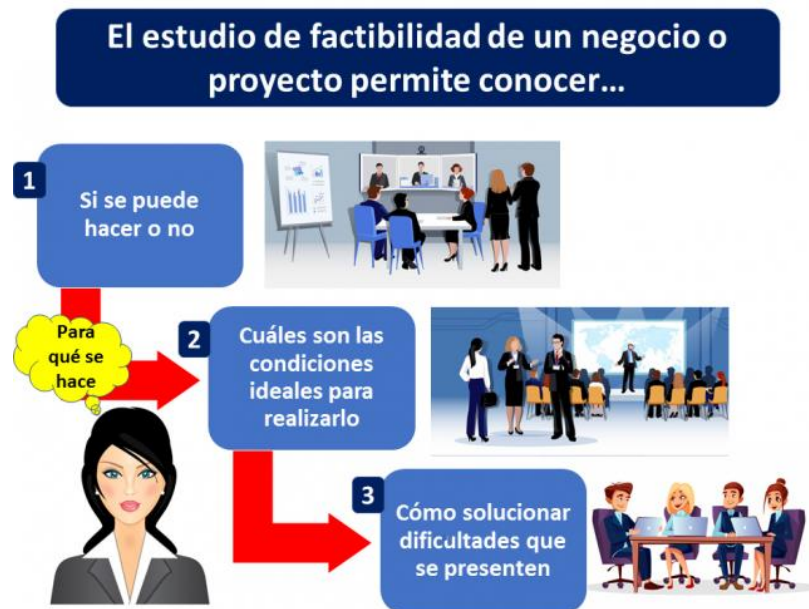 El estudio de factibilidad de un negocio o
proyecto permite conocer...
1
Si se puede
hacer o no
Para
qué se
hace
2
Cuáles son las
condiciones
ideales para
realizarlo
3
Cómo solucionar
dificultades que
se presenten